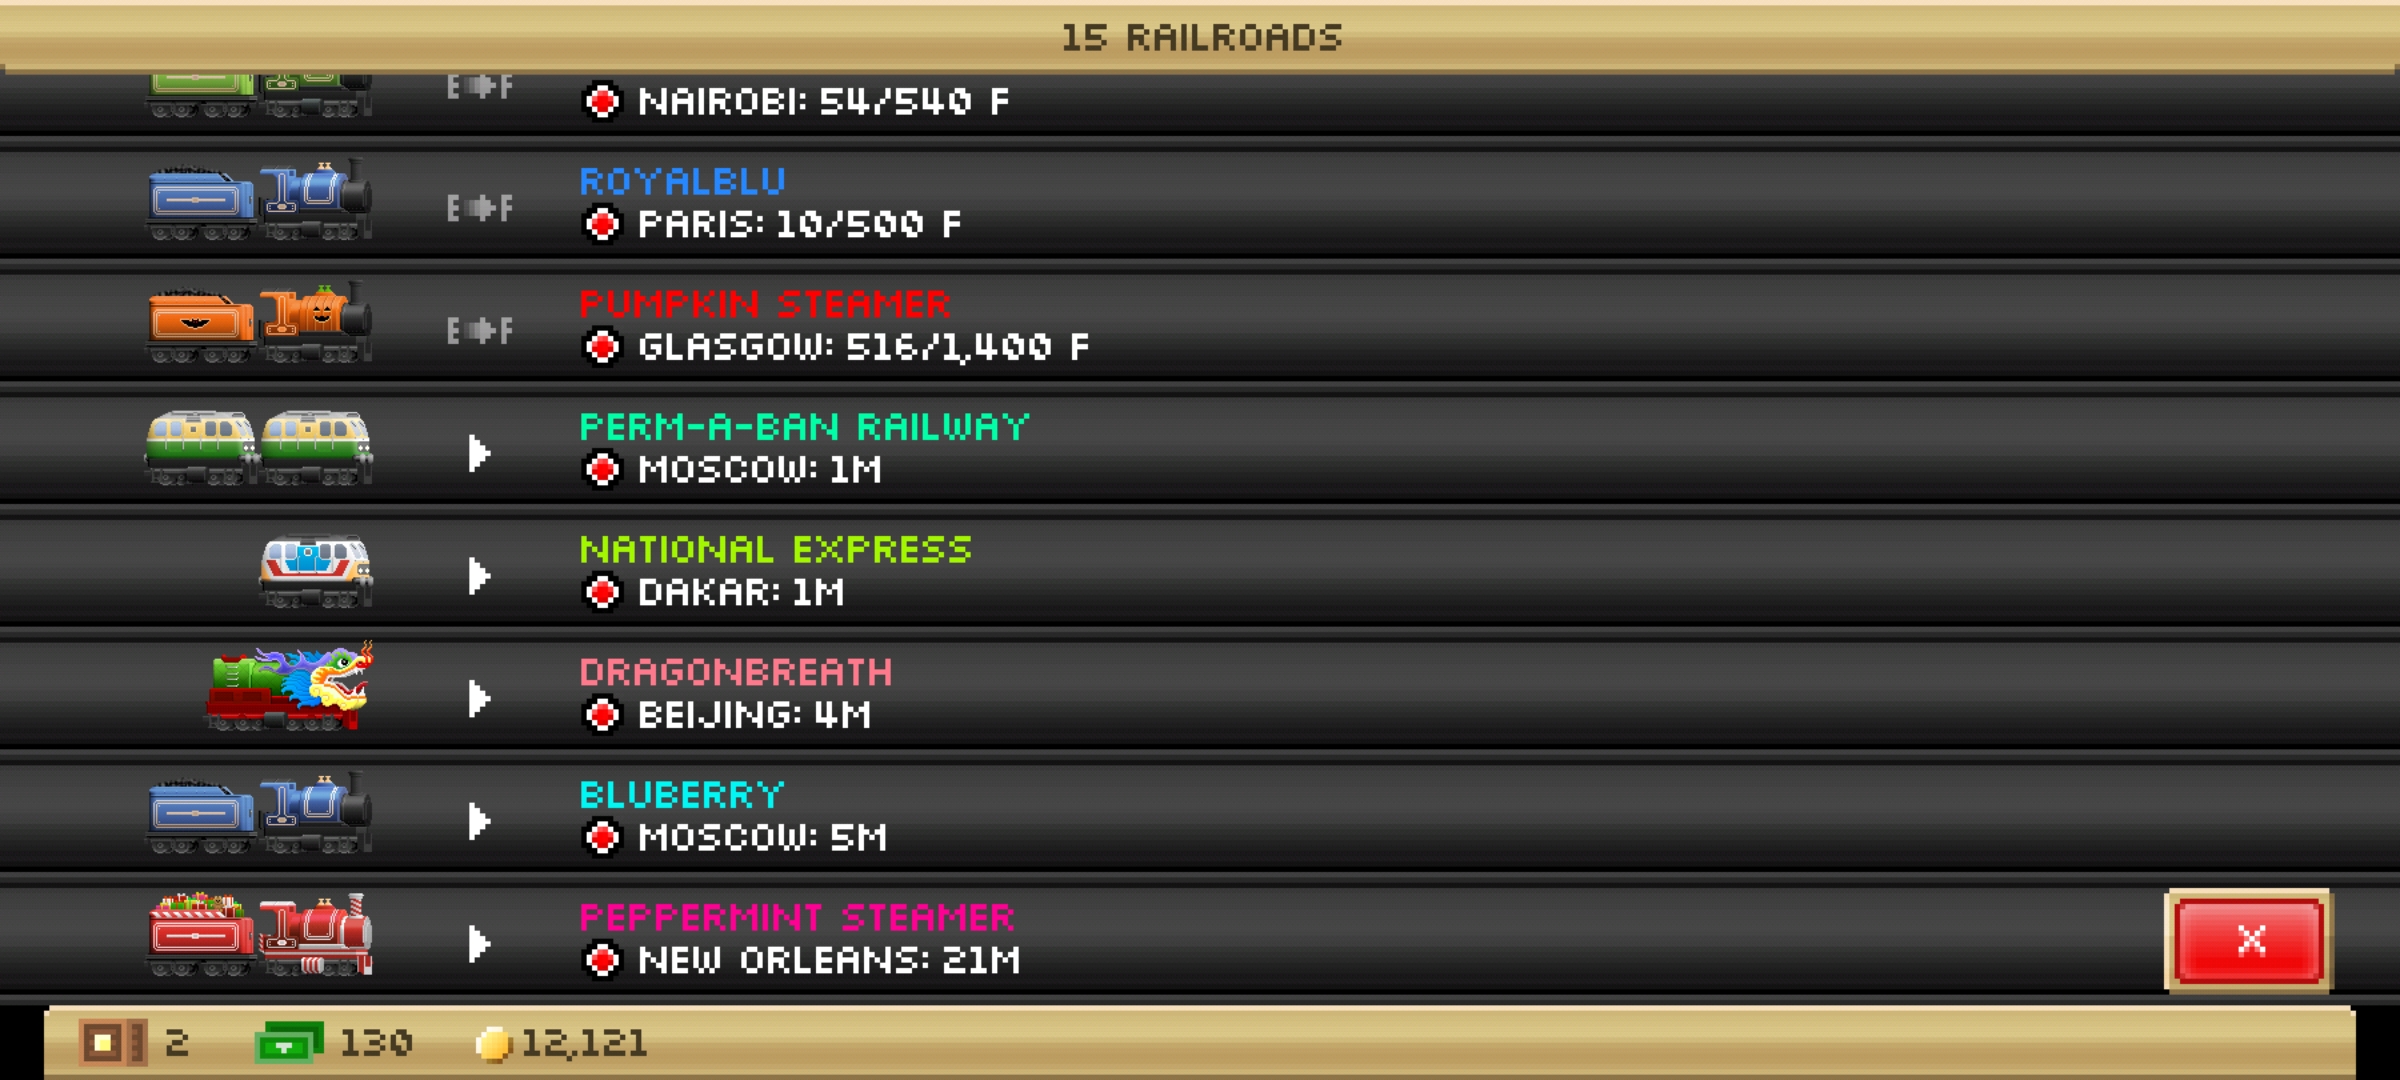 15 RAILROADS
E F
NAIROBI: 54/540 F
ROYALBLU
E F
PARIS: 10/500 F
PUMPKIN STEAMER
E F
GLASGOW: 516/1,400 F
PERM-A-BAN RAILWAY
MOSCOW: 1M
NATIONAL EXPRESS
DAKAR: 1M
DRAGONBREATH
BEIJING: 4M
BLUBERRY
MOSCOW: 5M
PEPPERMINT STEAMER
NEW ORLEANS: 21M
X
2 130 12,121